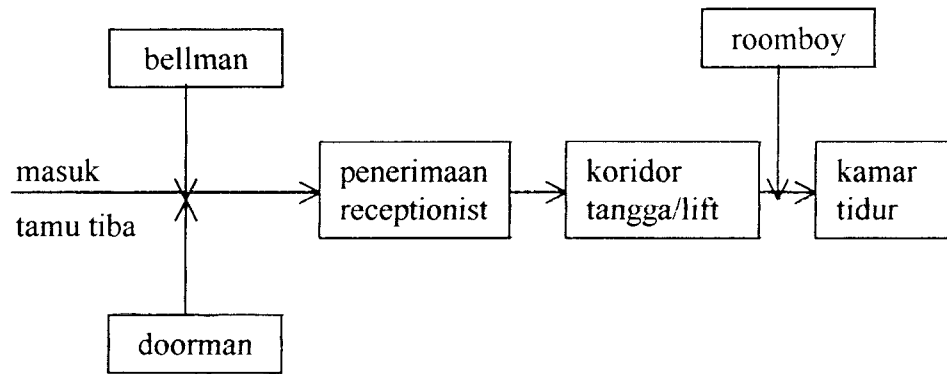 bellman
roomboy
masuk
tamu tiba
penerimaan
receptionist
koridor
tangga/lift
kamar
tidur
doorman